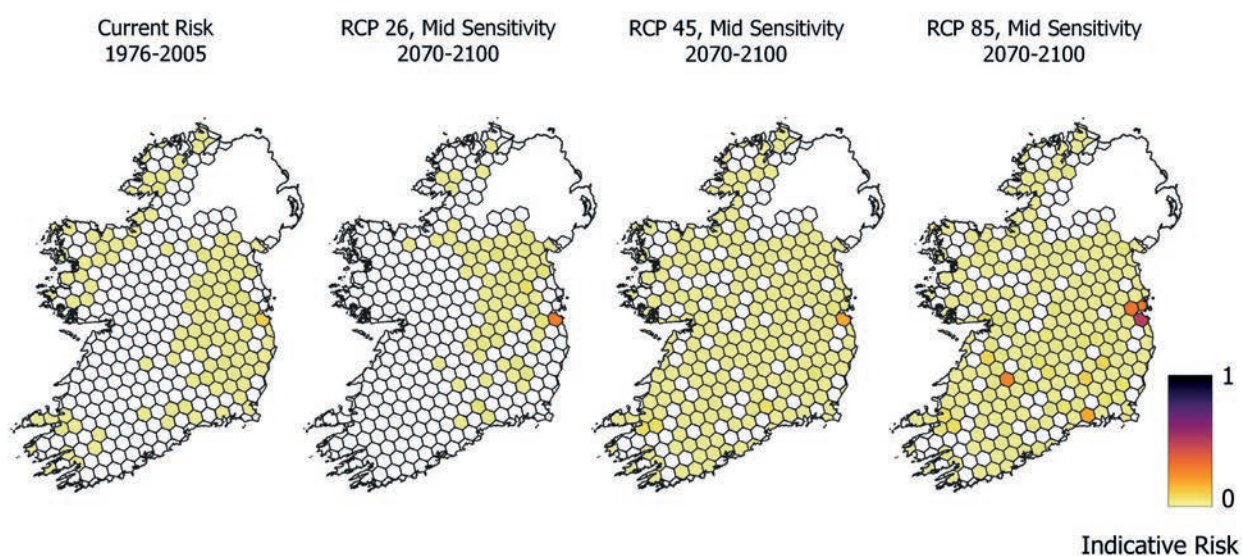 Current Risk
1976-2005
RCP 26, Mid Sensitivity
2070-2100
RCP 45, Mid Sensitivity
2070-2100
RCP 85, Mid Sensitivity
2070-2100
1
0
Indicative Risk